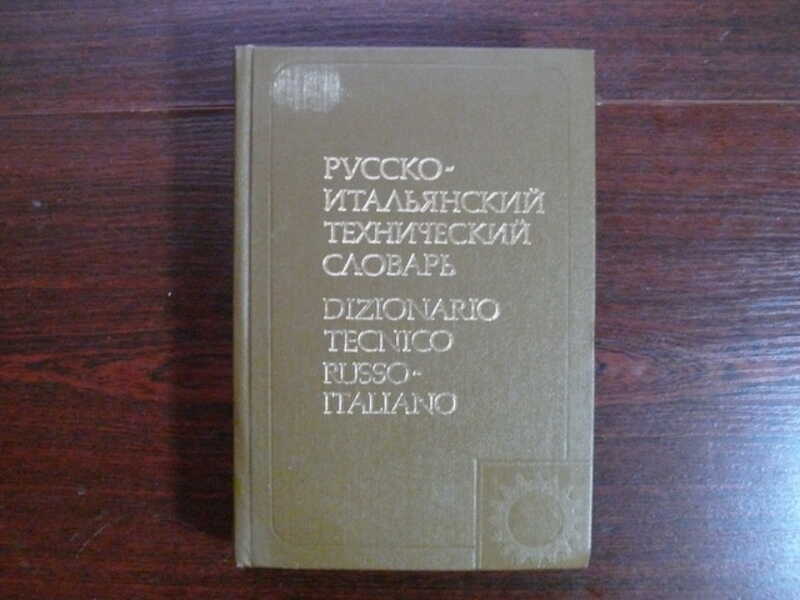 РУССКО-
ИТАЛЬЯНСКИЙ
ТЕХНИЧЕСКИЙ
СЛОВАРЬ
DIZIONARIO
TECNICO
RUSSO-
ITALIANO